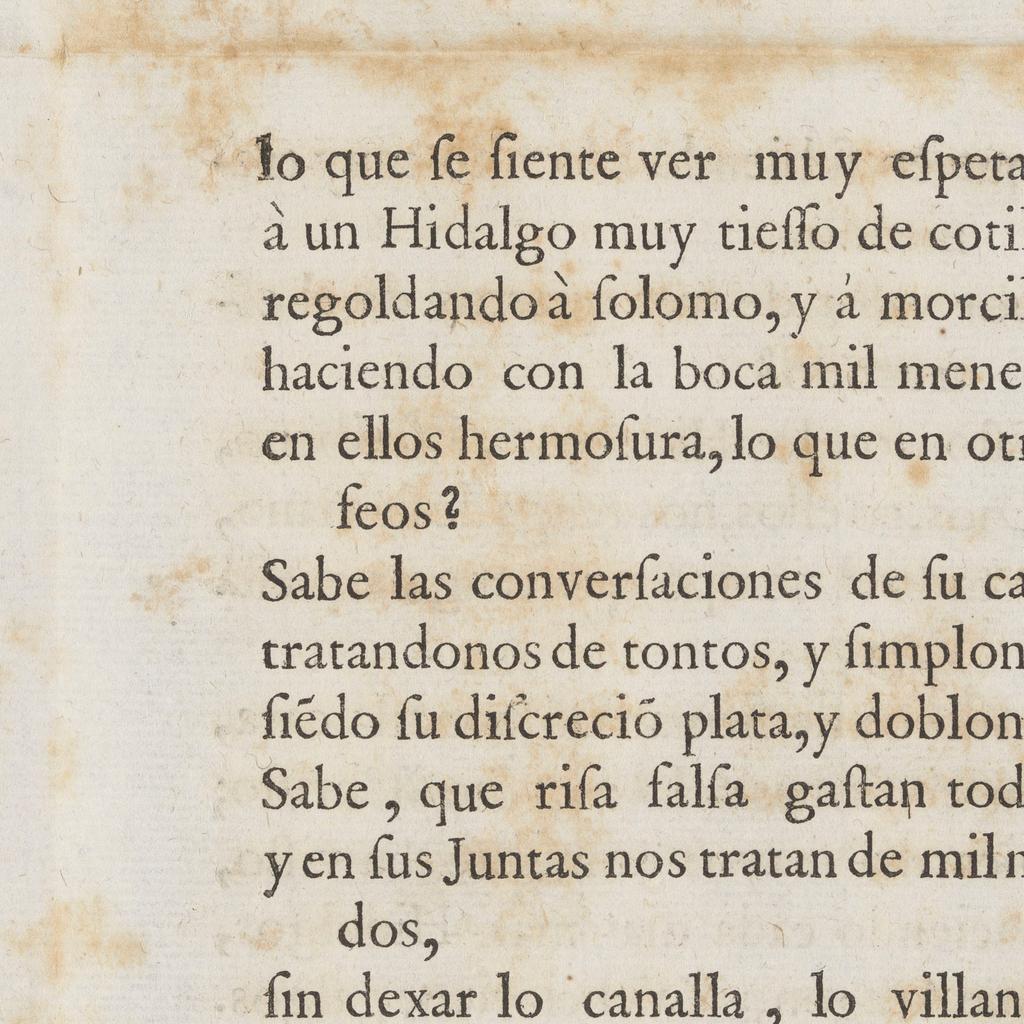 lo que ſe ſiente ver muy eſpeta
à un Hidalgo muy tieſſo de coti
regoldando à ſolomo, y á morci
haciendo con la boca mil mene
en ellos hermoſura, lo que en ot
feos?
Sabe las converſaciones de ſu ca
tratandonos de tontos, y ſimplon
ſiẽdo ſu diſcreciõ plata, y doblon
Sabe, que riſa falſa gaſtan tod
y en ſus Juntas nos tratan de mil
dos,
ſin dexar lo canalla, lo villan